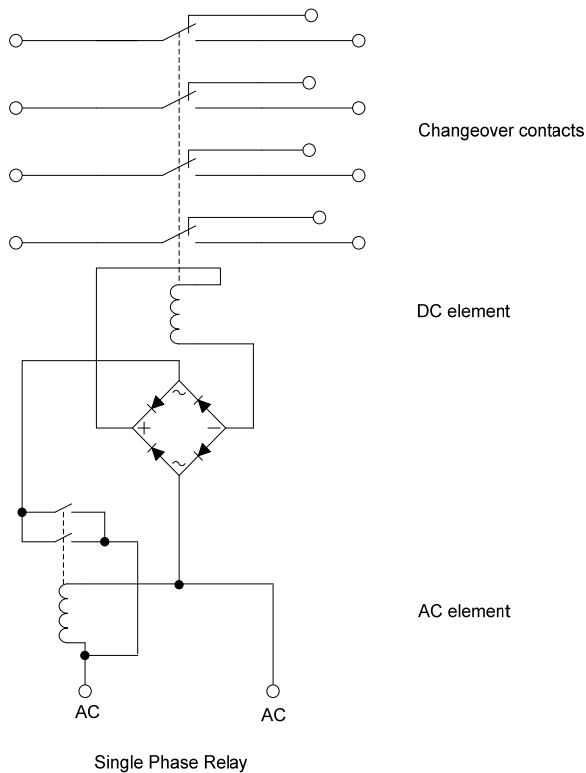 Changeover contacts
DC element
+ −
AC element
AC AC
Single Phase Relay